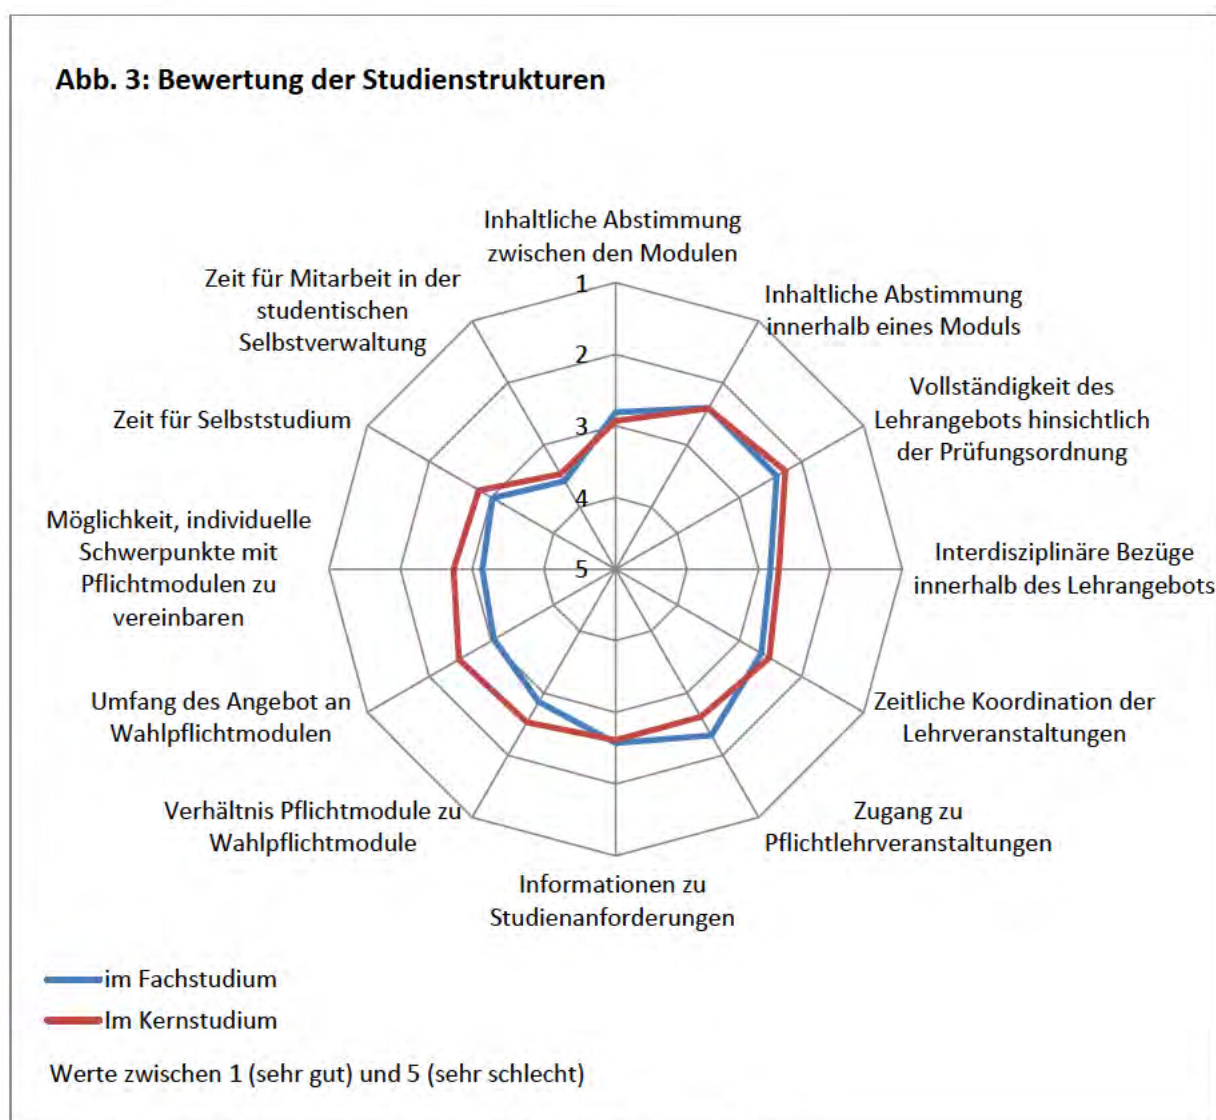 Abb. 3: Bewertung der Studienstrukturen
Inhaltliche Abstimmung
zwischen den Modulen
Inhaltliche Abstimmung
innerhalb eines Moduls
Vollständigkeit des
Lehrangebots hinsichtlich
der Prüfungsordnung
Interdisziplinäre Bezüge
innerhalb des Lehrangebots
Zeitliche Koordination der
Lehrveranstaltungen
Zugang zu
Pflichtlehrveranstaltungen
Informationen zu
Studienanforderungen
Verhältnis Pflichtmodule zu
Wahlpflichtmodule
Umfang des Angebot an
Wahlpflichtmodulen
Möglichkeit, individuelle
Schwerpunkte mit
Pflichtmodulen zu
vereinbaren
Zeit für Selbststudium
Zeit für Mitarbeit in der
studentischen
Selbstverwaltung
1
2
3
4
5
im Fachstudium
Im Kernstudium
Werte zwischen 1 (sehr gut) und 5 (sehr schlecht)